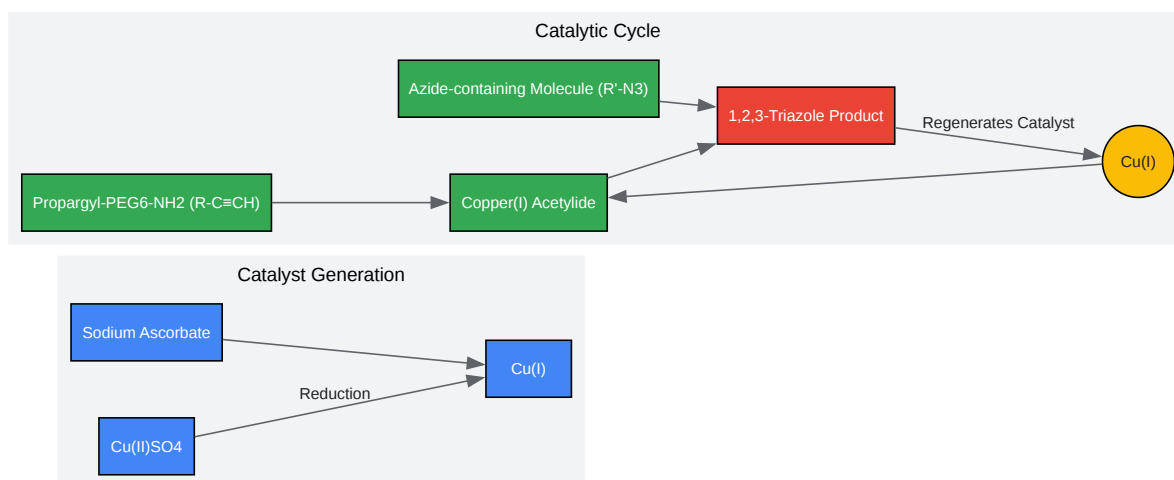 Catalytic Cycle
Azide-containing Molecule (R'-N3)
1,2,3-Triazole Product
Regenerates Catalyst
Cu(I)
Propargyl-PEG6-NH2 (R-C≡CH)
Copper(I) Acetylide
Catalyst Generation
Sodium Ascorbate
Cu(I)
Reduction
Cu(II)SO4